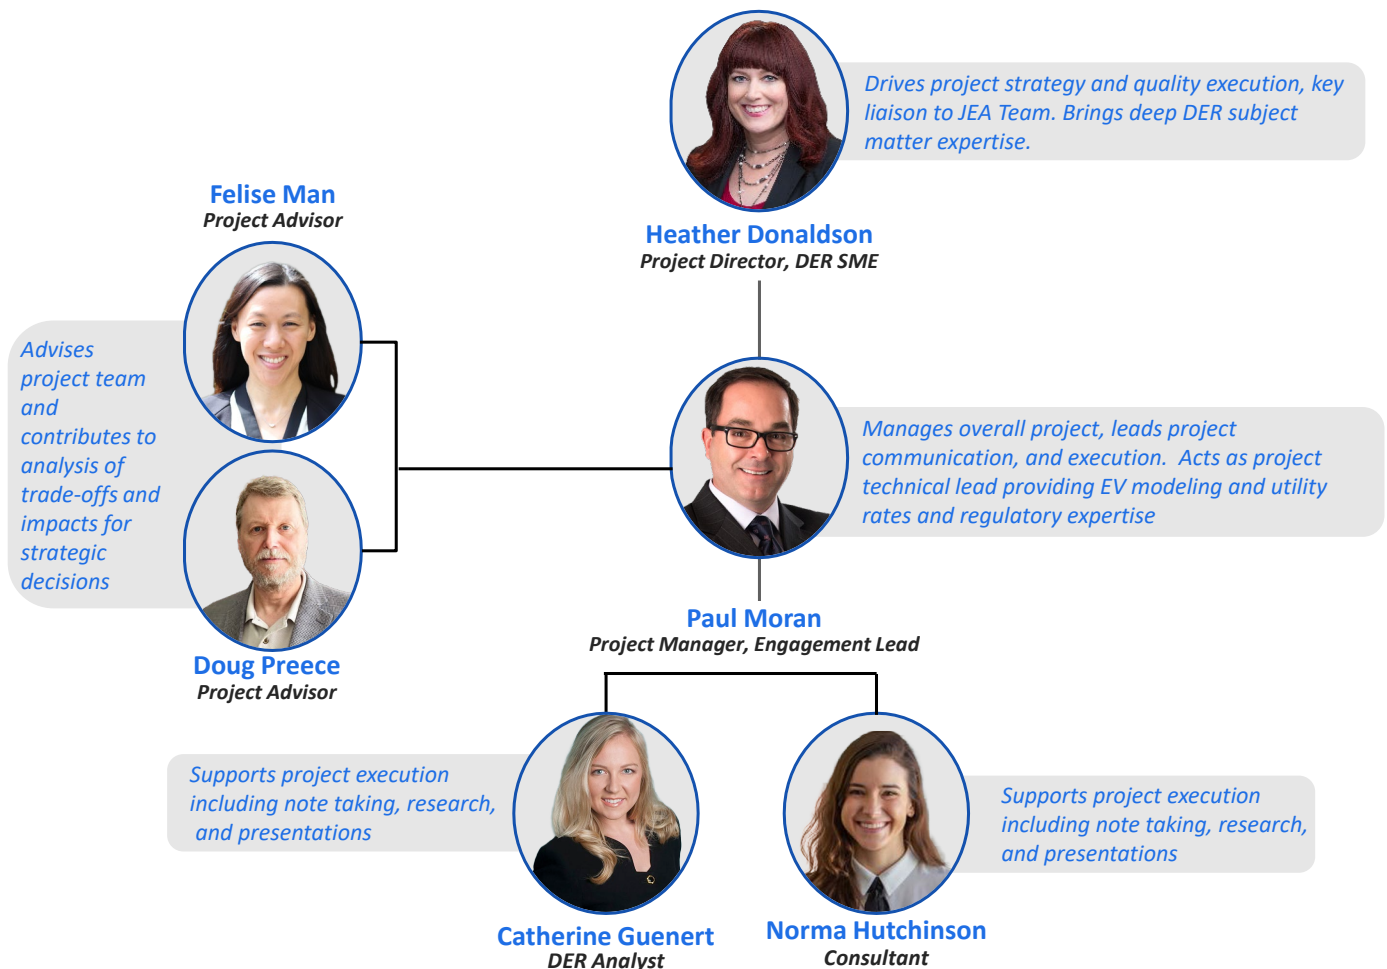 Drives project strategy and quality execution, key
liaison to JEA Team. Brings deep DER subject
matter expertise.
Heather Donaldson
Project Director, DER SME
Felise Man
Project Advisor
Advises
project team
and
contributes to
analysis of
trade-offs and
impacts for
strategic
decisions
Doug Preece
Project Advisor
Manages overall project, leads project
communication, and execution.  Acts as project
technical lead providing EV modeling and utility
rates and regulatory expertise
Paul Moran
Project Manager, Engagement Lead
Supports project execution
including note taking, research,
and presentations
Catherine Guenert
DER Analyst
Supports project execution
including note taking, research,
and presentations
Norma Hutchinson
Consultant